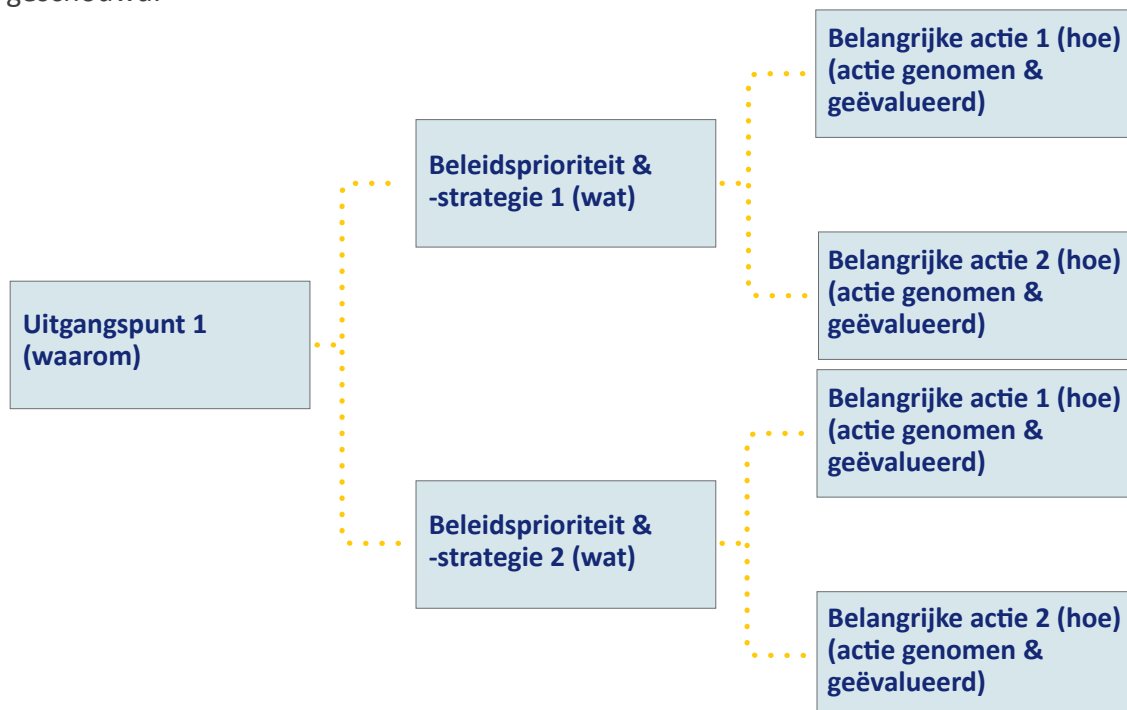 Belangrijke actie 1 (hoe)
(actie genomen &
geëvalueerd)
Beleidsprioriteit &
-strategie 1 (wat)
Belangrijke actie 2 (hoe)
(actie genomen &
geëvalueerd)
Uitgangspunt 1
(waarom)
Belangrijke actie 1 (hoe)
(actie genomen &
geëvalueerd)
Beleidsprioriteit &
-strategie 2 (wat)
Belangrijke actie 2 (hoe)
(actie genomen &
geëvalueerd)